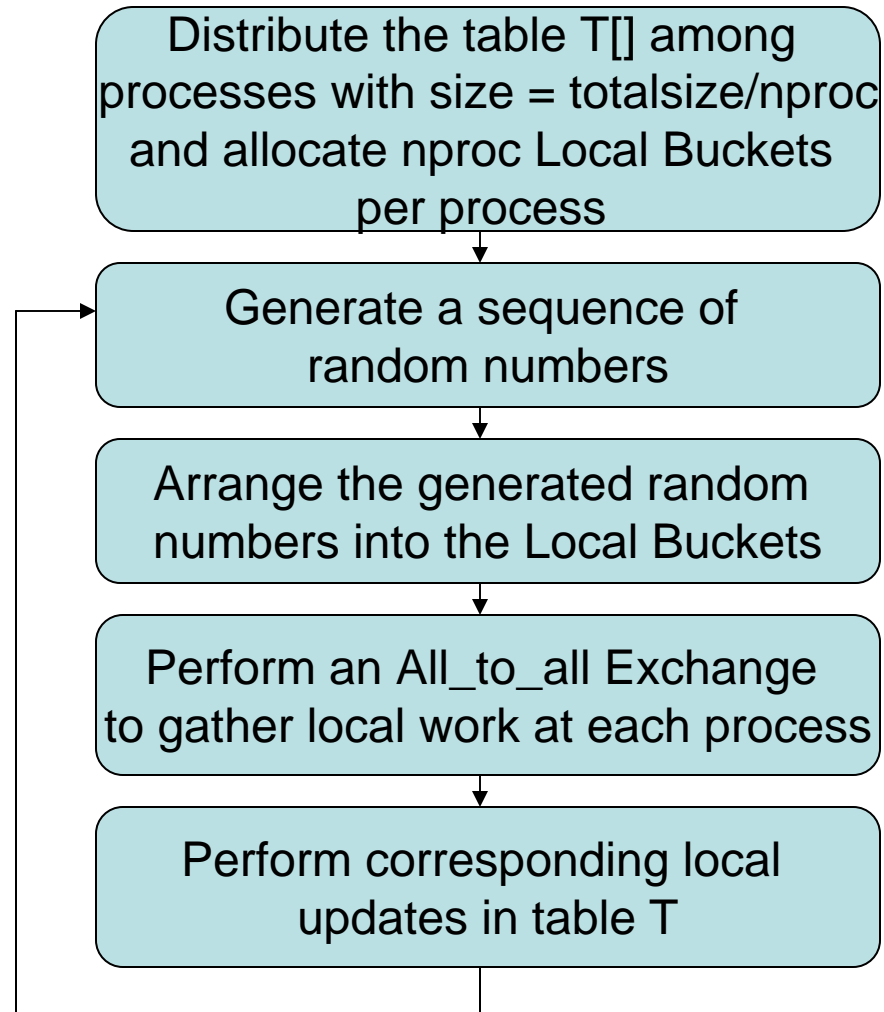 Distribute the table T[] among
processes with size = totalsize/nproc
and allocate nproc Local Buckets
per process
Generate a sequence of
random numbers
Arrange the generated random
numbers into the Local Buckets
Perform an All_to_all Exchange
to gather local work at each process
Perform corresponding local
updates in table T